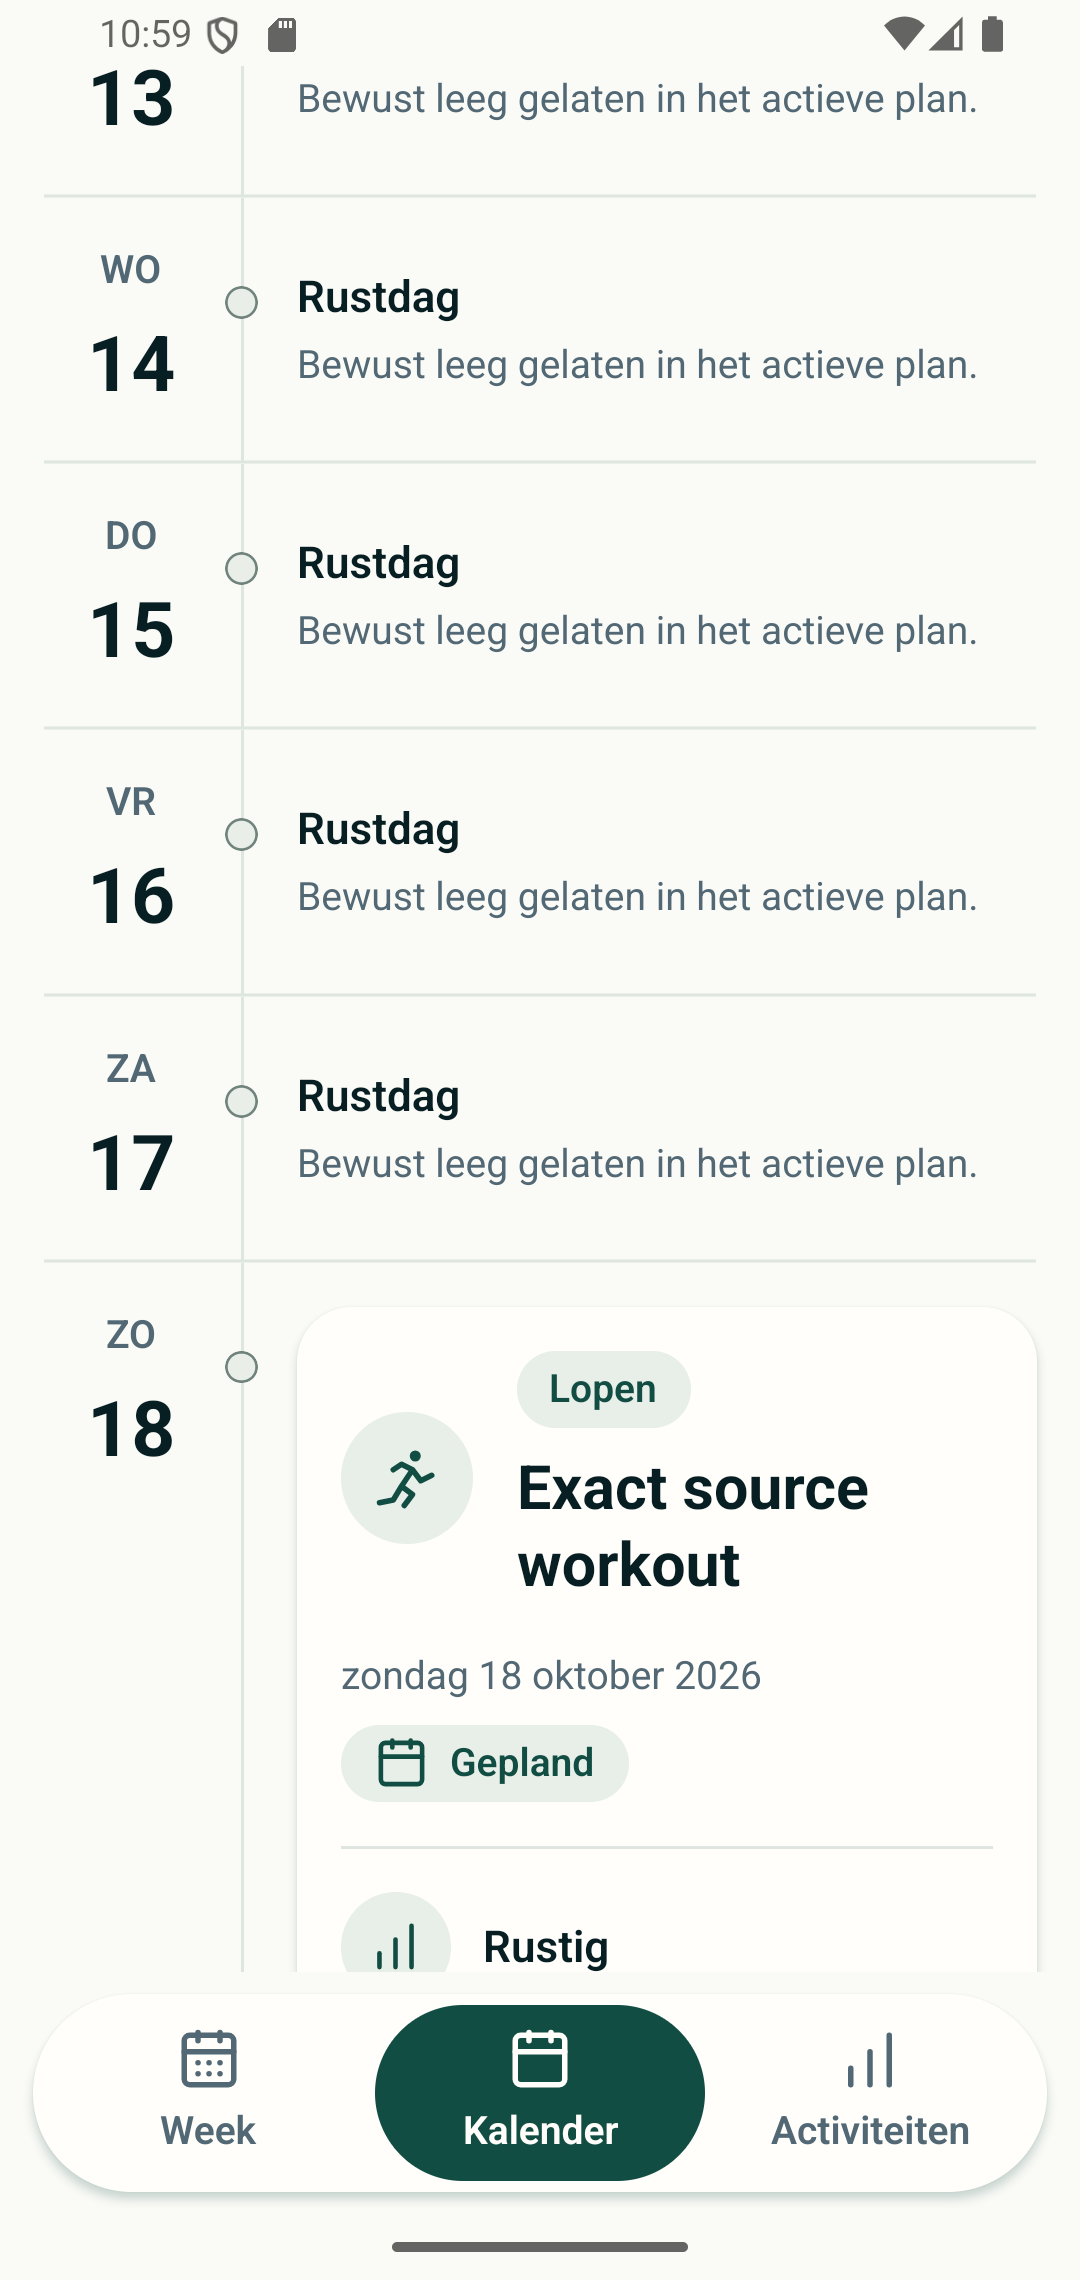 10:59
13
Bewust leeg gelaten in het actieve plan.
WO
14
Rustdag
Bewust leeg gelaten in het actieve plan.
DO
15
Rustdag
Bewust leeg gelaten in het actieve plan.
VR
16
Rustdag
Bewust leeg gelaten in het actieve plan.
ZA
17
Rustdag
Bewust leeg gelaten in het actieve plan.
ZO
18
Lopen
Exact source
workout
zondag 18 oktober 2026
Gepland
Rustig
Week
Kalender
Activiteiten